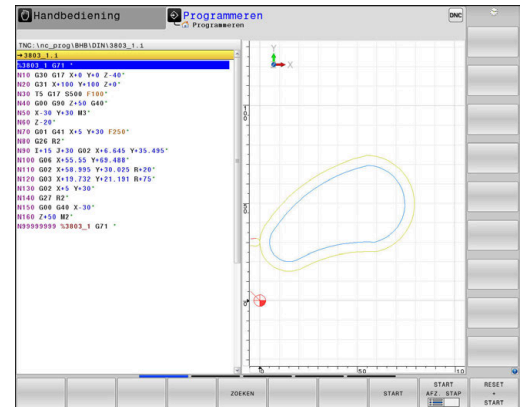 Handbediening
Programmeren
Programmeren
DNC
TNC:\nc_prog\BHB\DIN\3803_1.i
→3803_1.i
%3803_1 G71 *
N10 G30 G17 X+0 Y+0 Z-40*
N20 G31 X+100 Y+100 Z+0*
N30 T5 G17 S500 F100*
N40 G00 G90 Z+50 G40*
N50 X-30 Y+30 M3*
N60 Z-20*
N70 G01 G41 X+5 Y+30 F250*
N80 G26 R2*
N90 I+15 J+30 G02 X+6.645 Y+35.495*
N100 G06 X+55.55 Y+69.488*
N110 G02 X+58.995 Y+30.025 R+20*
N120 G03 X+19.732 Y+21.191 R+75*
N130 G02 X+5 Y+30*
N140 G27 R2*
N150 G00 G40 X-30*
N160 Z+50 M2*
N99999999 %3803_1 G71 *
Y
X
100
50
0
0
50
10
ZOEKEN
START
START
AFZ. STAP
RESET
+
START